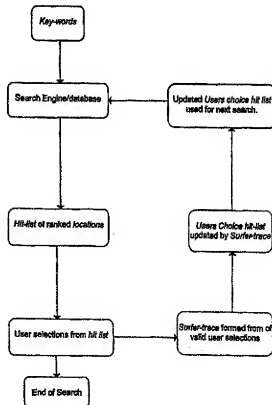 Key-words
Search Engine/database
Updated Users choice hit list
used for next search.
Hit-list of ranked locations
Users Choice hit-list
updated by Surfer-trace
User selections from hit list
Surfer-trace formed from of
valid user selections
End of Search